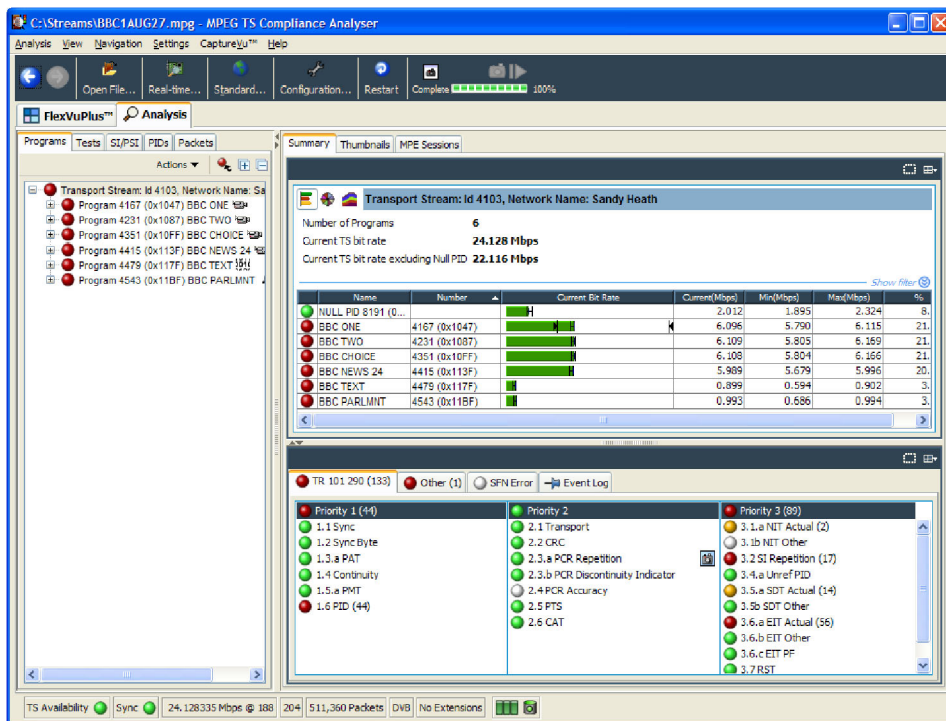 C:\Streams\BBC1AUG27.mpg - MPEG TS Compliance Analyser
Analysis View Navigation Settings CaptureVu™ Help
Open File... Real-time... Standard... Configuration... Restart Complete 100%
FlexVuPlus™ Analysis
Programs Tests SI/PSI PIDs Packets
Actions
Transport Stream: Id 4103, Network Name: Sa
Program 4167 (0x1047) BBC ONE
Program 4231 (0x1087) BBC TWO
Program 4351 (0x10FF) BBC CHOICE
Program 4415 (0x113F) BBC NEWS 24
Program 4479 (0x117F) BBC TEXT
Program 4543 (0x11BF) BBC PARLMNT
Summary Thumbnails MPE Sessions
Transport Stream: Id 4103, Network Name: Sandy Heath
Number of Programs 6
Current TS bit rate 24.128 Mbps
Current TS bit rate excluding Null PID 22.116 Mbps
Show filter
Name Number Current Bit Rate Current(Mbps) Min(Mbps) Max(Mbps) %
NULL PID 8191 (0... 2.012 1.895 2.324 8.
BBC ONE 4167 (0x1047) 6.096 5.790 6.115 21.
BBC TWO 4231 (0x1087) 6.109 5.805 6.169 21.
BBC CHOICE 4351 (0x10FF) 6.108 5.804 6.166 21.
BBC NEWS 24 4415 (0x113F) 5.989 5.679 5.996 20.
BBC TEXT 4479 (0x117F) 0.899 0.594 0.902 3.
BBC PARLMNT 4543 (0x11BF) 0.993 0.686 0.994 3.
TR 101 290 (133) Other (1) SFN Error Event Log
Priority 1 (44)
1.1 Sync
1.2 Sync Byte
1.3.a PAT
1.4 Continuity
1.5.a PMT
1.6 PID (44)
Priority 2
2.1 Transport
2.2 CRC
2.3.a PCR Repetition
2.3.b PCR Discontinuity Indicator
2.4 PCR Accuracy
2.5 PTS
2.6 CAT
Priority 3 (89)
3.1.a NIT Actual (2)
3.1b NIT Other
3.2 SI Repetition (17)
3.4.a Unref PID
3.5.a SDT Actual (14)
3.5b SDT Other
3.6.a EIT Actual (56)
3.6.b EIT Other
3.6.c EIT PF
3.7 RST
TS Availability Sync 24.128335 Mbps @ 188 204 511,360 Packets DVB No Extensions